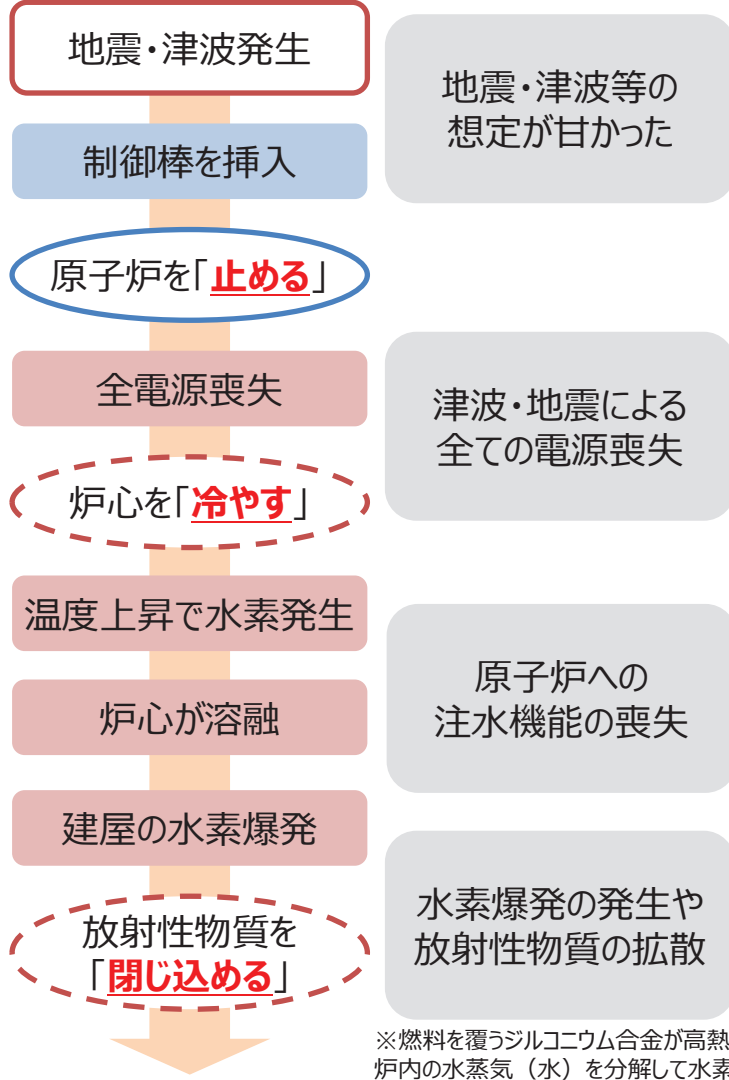 地震・津波発生
制御棒を挿入
原子炉を「止める」
全電源喪失
炉心を「冷やす」
温度上昇で水素発生
炉心が溶融
建屋の水素爆発
放射性物質を
「閉じ込める」
地震・津波等の
想定が甘かった
津波・地震による
全ての電源喪失
原子炉への
注水機能の喪失
水素爆発の発生や
放射性物質の拡散
※燃料を覆うジルコニウム合金が高熱
炉内の水蒸気（水）を分解して水素